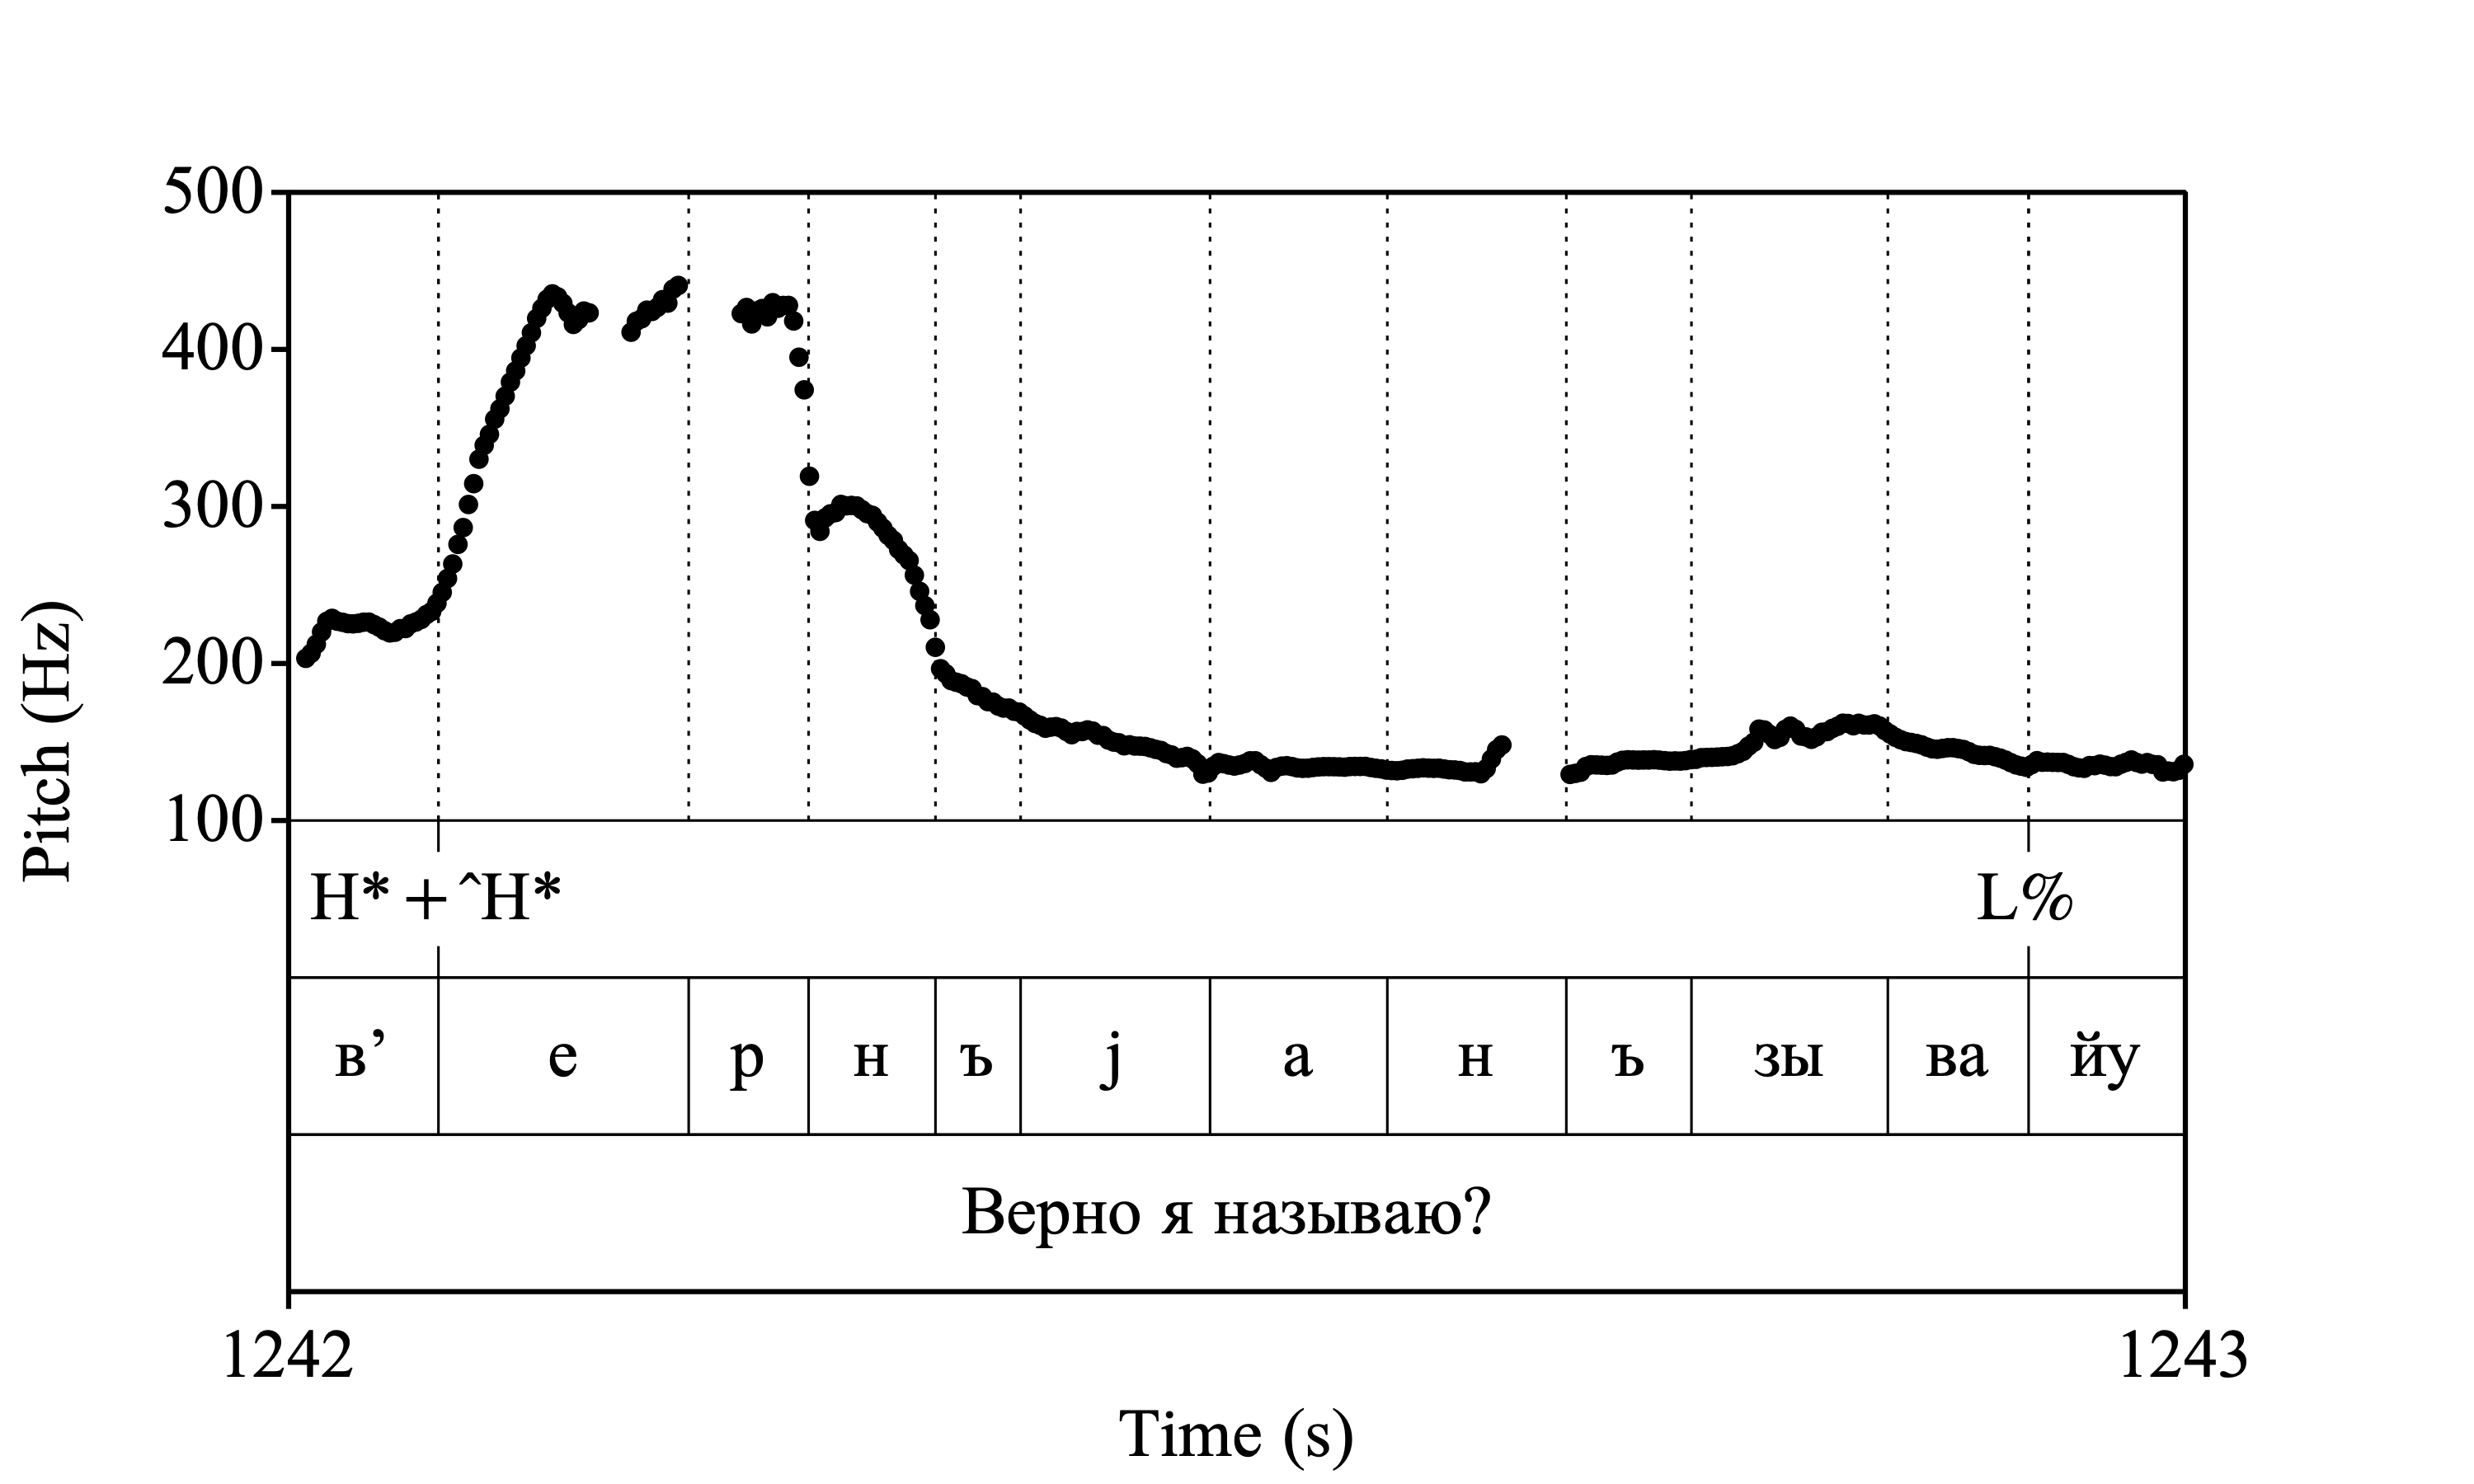 500
400
300
200
100
Pitch (Hz)
H* + ^H* L%
в’ е р н ъ j а н ъ зы ва йу
Верно я называю?
1242 1243
Time (s)